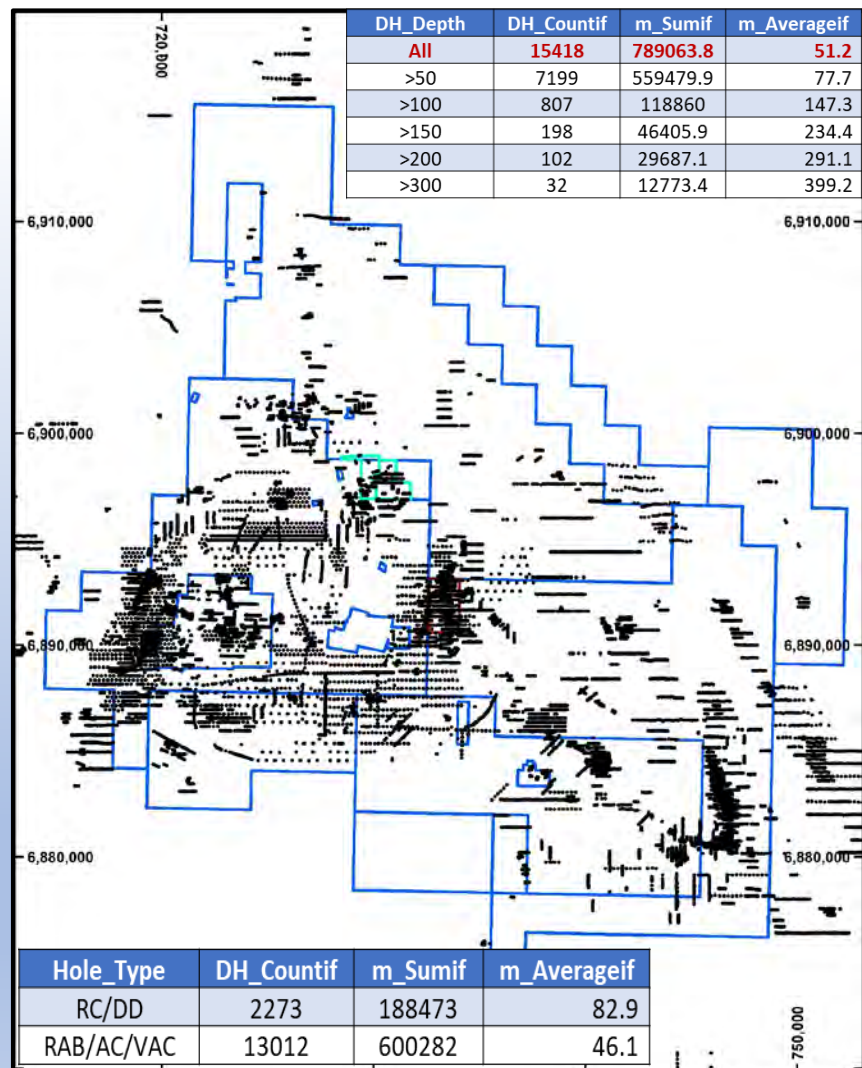 720,000
DH_Depth DH_Countif m_Sumif m_Averageif
All 15418 789063.8 51.2
>50 7199 559479.9 77.7
>100 807 118860 147.3
>150 198 46405.9 234.4
>200 102 29687.1 291.1
>300 32 12773.4 399.2
6,910,000 6,910,000
6,900,000 6,900,000
6,890,000 6,890,000
6,880,000 6,880,000
Hole_Type DH_Countif m_Sumif m_Averageif
RC/DD 2273 188473 82.9
RAB/AC/VAC 13012 600282 46.1
750,000